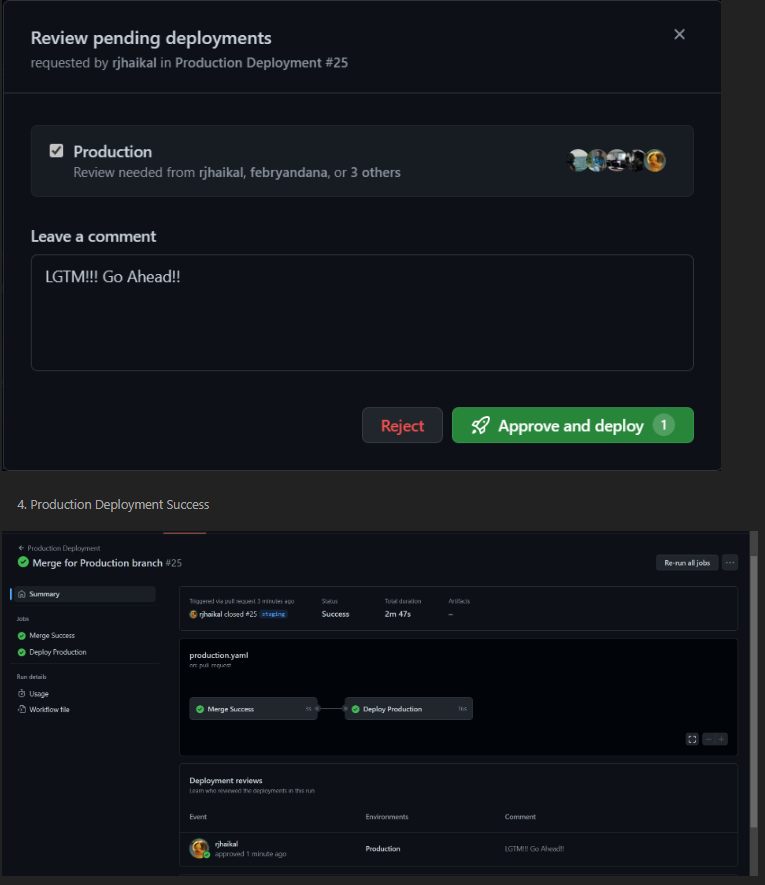 Review pending deployments
requested by rjhaikal in Production Deployment #25
Production
Review needed from rjhaikal, febryandana, or 3 others
Leave a comment
LGTM!!! Go Ahead!!
Reject
Approve and deploy 1
4. Production Deployment Success
← Production Deployment
Merge for Production branch #25
Re-run all jobs
Summary
Jobs
Merge Success
Deploy Production
Run details
Usage
Workflow file
Triggered via pull request 3 minutes ago
rjhaikal closed #25 staging
Status
Success
Total duration
2m 47s
Artifacts
–
production.yaml
on: pull_request
Merge Success
Deploy Production
Deployment reviews
Learn who reviewed the deployments in this run
Event Environments Comment
rjhaikal
approved 1 minute ago
Production
LGTM!!! Go Ahead!!